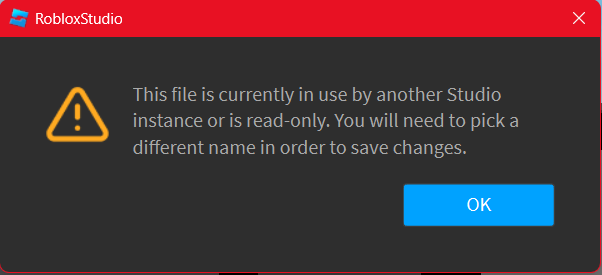 RobloxStudio
This file is currently in use by another Studio
instance or is read-only. You will need to pick a
different name in order to save changes.
OK